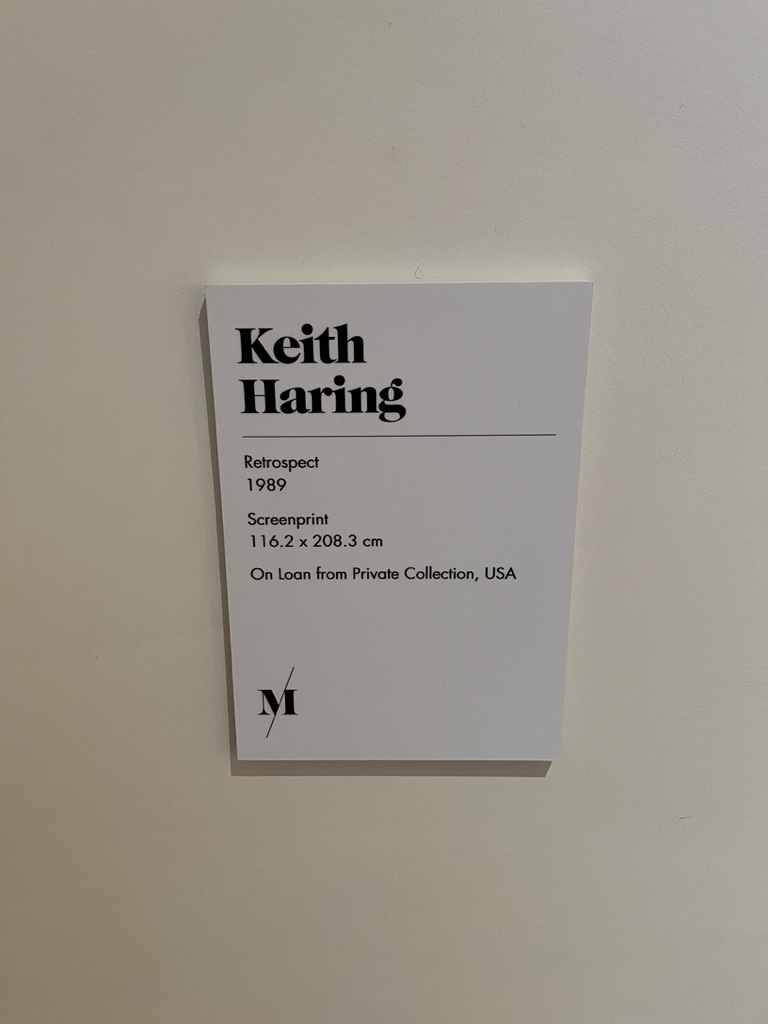 Keith
Haring
Retrospect
1989
Screenprint
116.2 x 208.3 cm
On Loan from Private Collection, USA
M